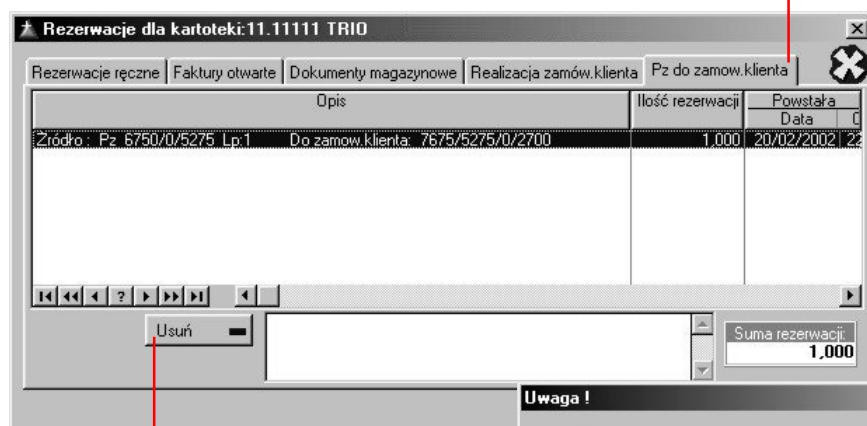 Rezerwacje dla kartoteki:11.11111 TRIO
Rezerwacje ręczne Faktury otwarte Dokumenty magazynowe Realizacja zamów.klienta Pz do zamow.klienta
Opis Ilość rezerwacji Powstała
Data
Źródło : Pz 6750/0/5275 Lp:1 Do zamow.klienta: 7675/5275/0/2700 1,000 20/02/2002 22
?
Usuń
Suma rezerwacji:
1,000
Uwaga !